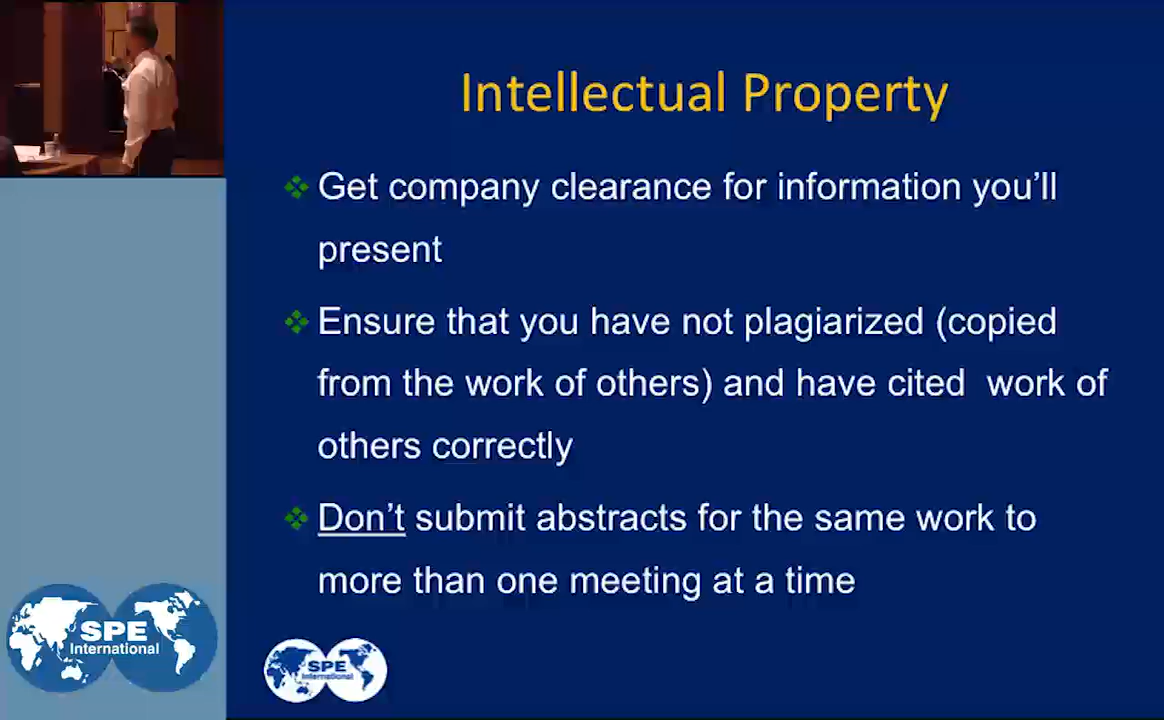 Intellectual Property
Get company clearance for information you'll
present
Ensure that you have not plagiarized (copied
from the work of others) and have cited  work of
others correctly
Don't submit abstracts for the same work to
more than one meeting at a time
SPE
International
SPE
International